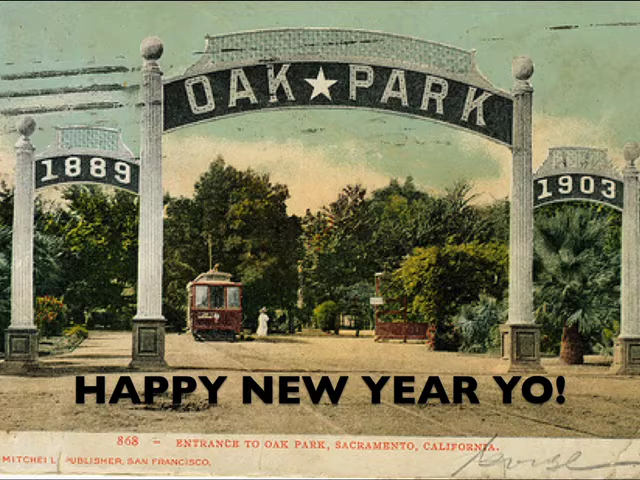 OAK★PARK
1889
1903
HAPPY NEW YEAR YO!
868 – ENTRANCE TO OAK PARK, SACRAMENTO, CALIFORNIA.
MITCHELL PUBLISHER, SAN FRANCISCO.